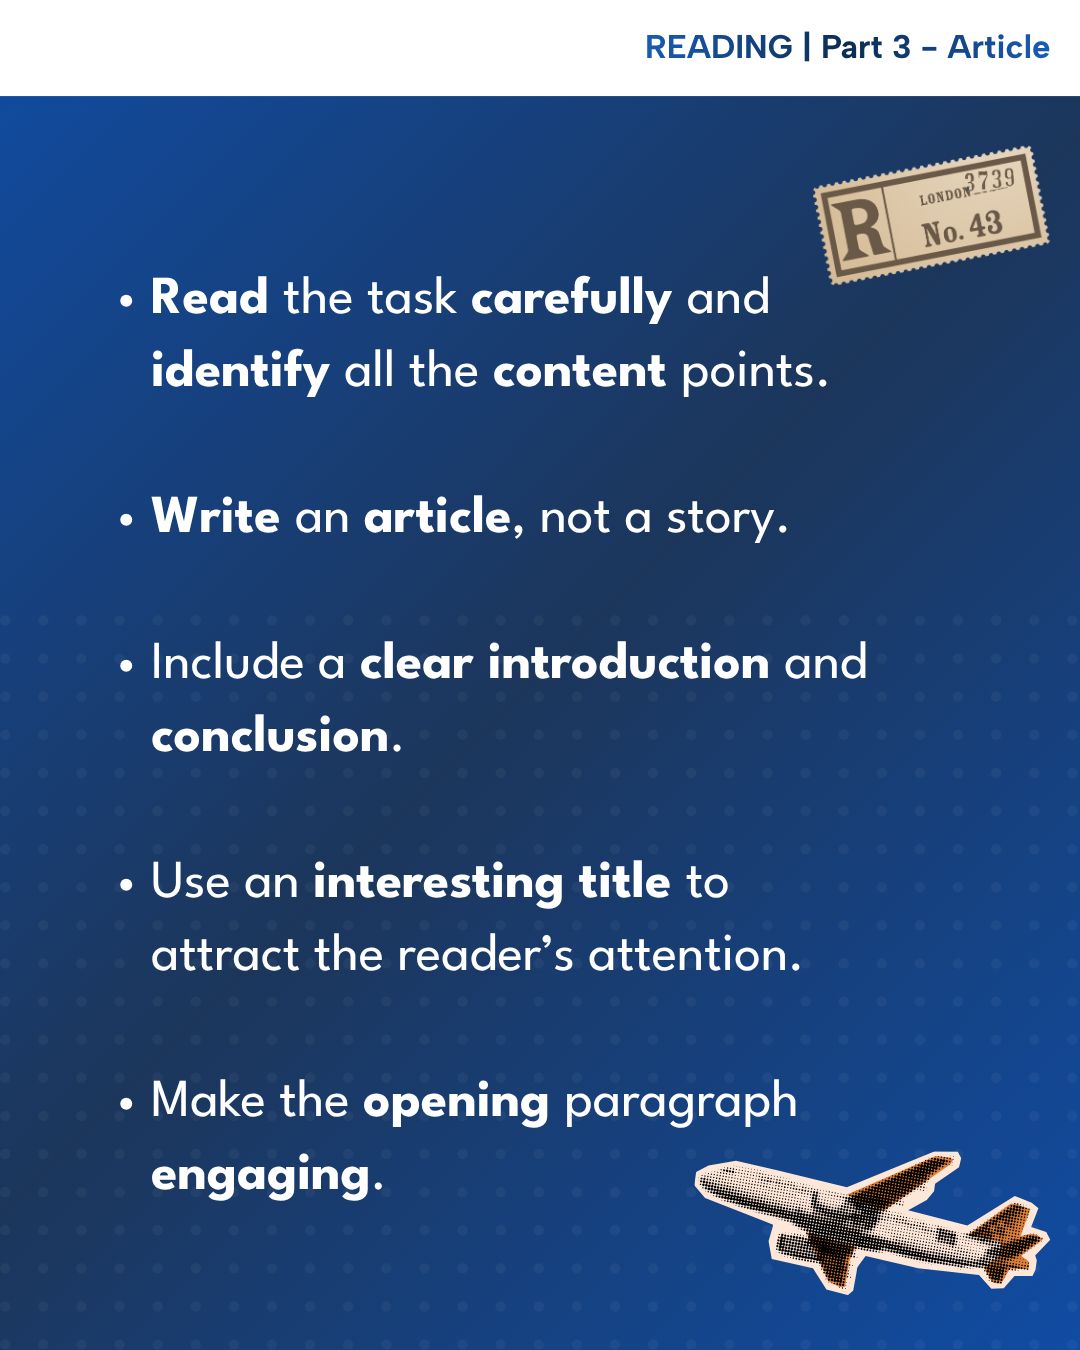 READING | Part 3 – Article
R
LONDON 3739
No. 43
• Read the task carefully and
identify all the content points.
• Write an article, not a story.
• Include a clear introduction and
conclusion.
• Use an interesting title to
attract the reader’s attention.
• Make the opening paragraph
engaging.